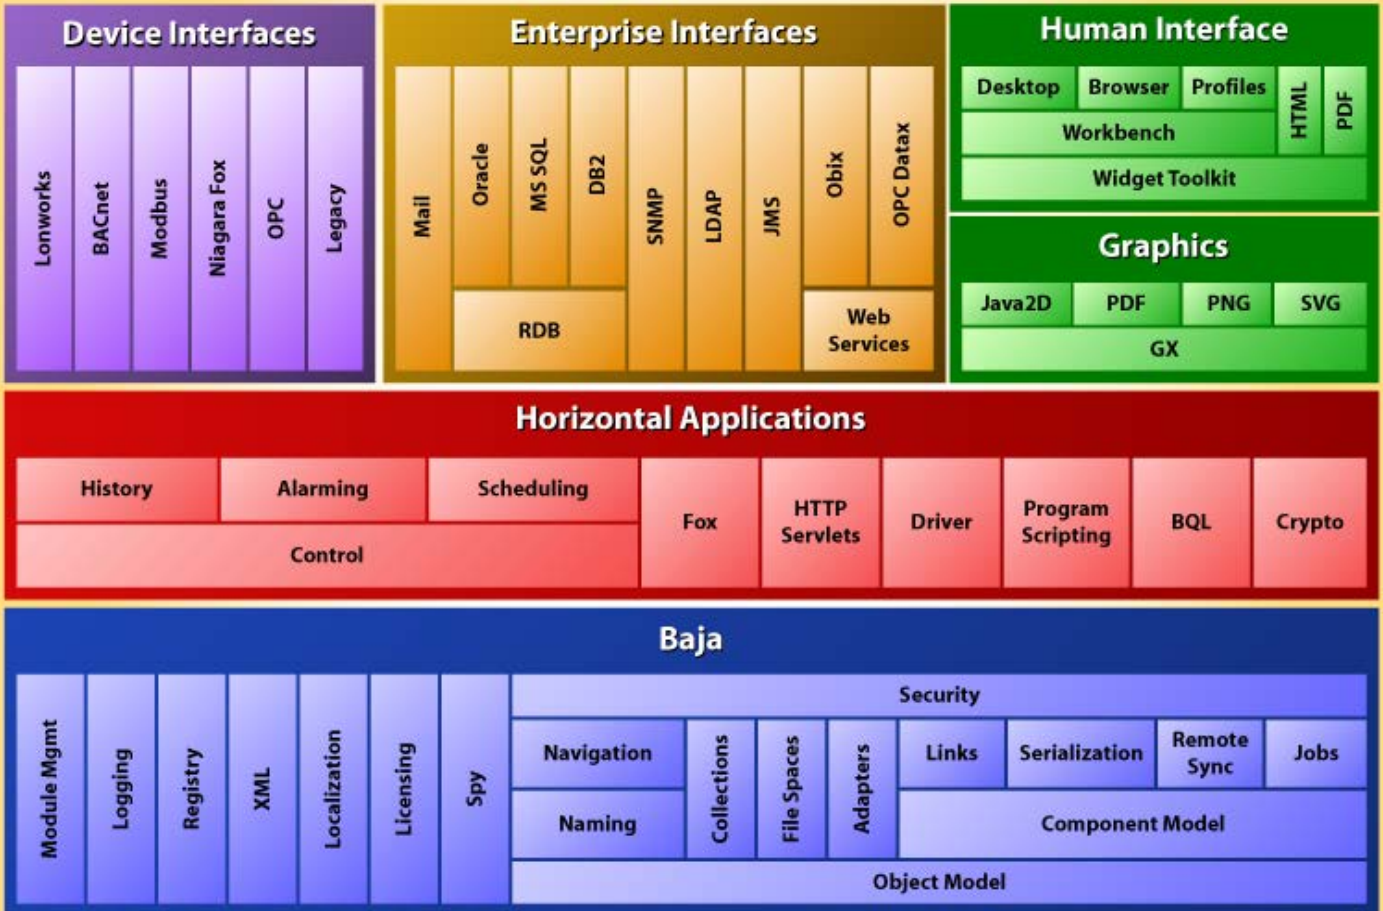 Device Interfaces
Lonworks
BACnet
Modbus
Niagara Fox
OPC
Legacy
Enterprise Interfaces
Mail
Oracle
MS SQL
DB2
RDB
SNMP
LDAP
JMS
Obix
OPC Datax
Web
Services
Human Interface
Desktop
Browser
Profiles
HTML
PDF
Workbench
Widget Toolkit
Graphics
Java2D
PDF
PNG
SVG
GX
Horizontal Applications
History
Alarming
Scheduling
Control
Fox
HTTP
Servlets
Driver
Program
Scripting
BQL
Crypto
Baja
Module Mgmt
Logging
Registry
XML
Localization
Licensing
Spy
Security
Navigation
Naming
Collections
File Spaces
Adapters
Links
Serialization
Remote
Sync
Jobs
Component Model
Object Model